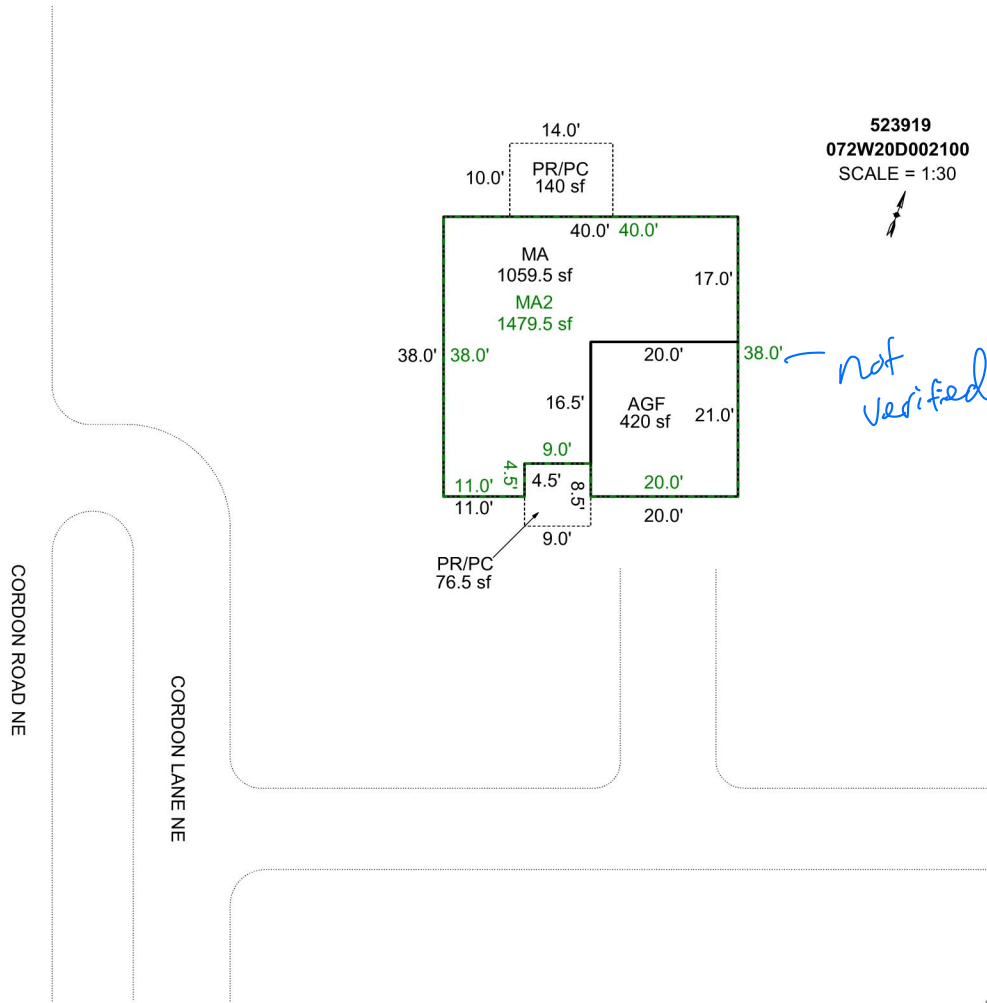 523919
072W20D002100
SCALE = 1:30
14.0'
10.0'
PR/PC
140 sf
40.0' 40.0'
MA
1059.5 sf
MA2
1479.5 sf
17.0'
38.0' 38.0'
20.0'
38.0'
not
verified
16.5'
AGF
420 sf
21.0'
9.0'
4.5'
4.5'
8.5'
11.0'
11.0'
20.0'
20.0'
9.0'
PR/PC
76.5 sf
CORDON ROAD NE
CORDON LANE NE